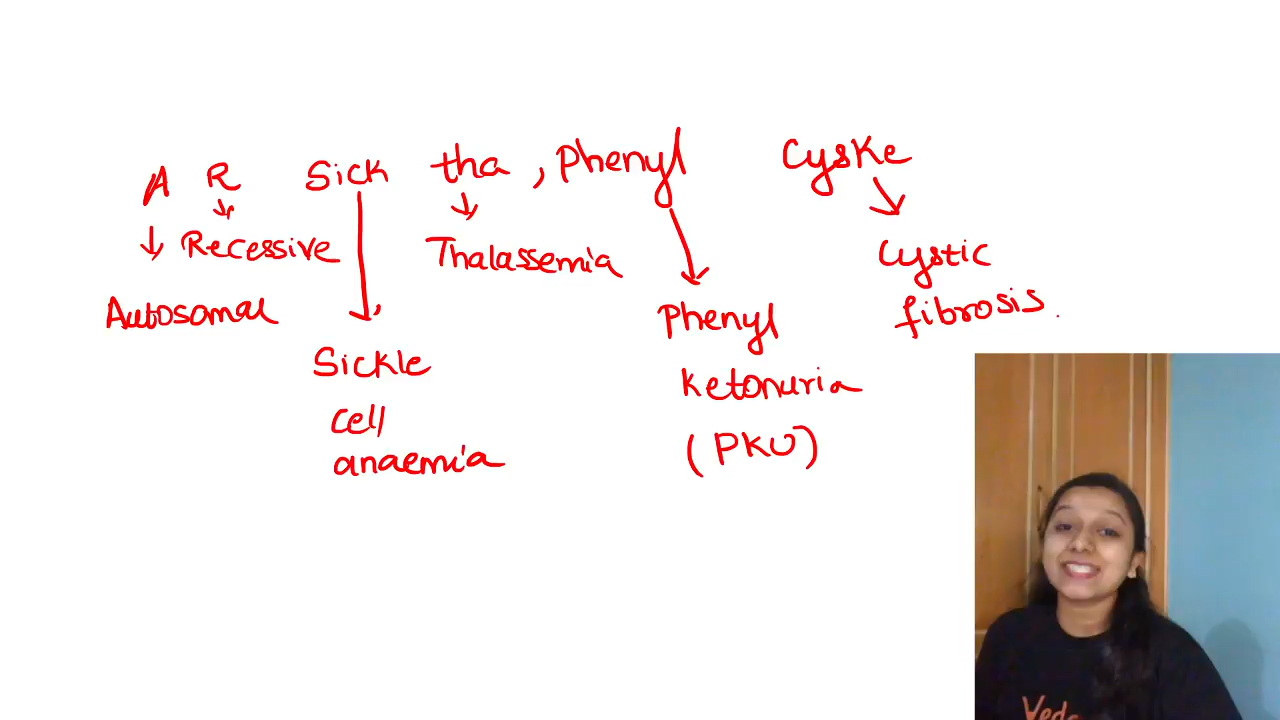 A R Sick tha , Phenyl Cyske
Recessive
Autosomal
Thalassemia
Sickle
cell
anaemia
Phenyl
ketonuria
(PKU)
Cystic
fibrosis.